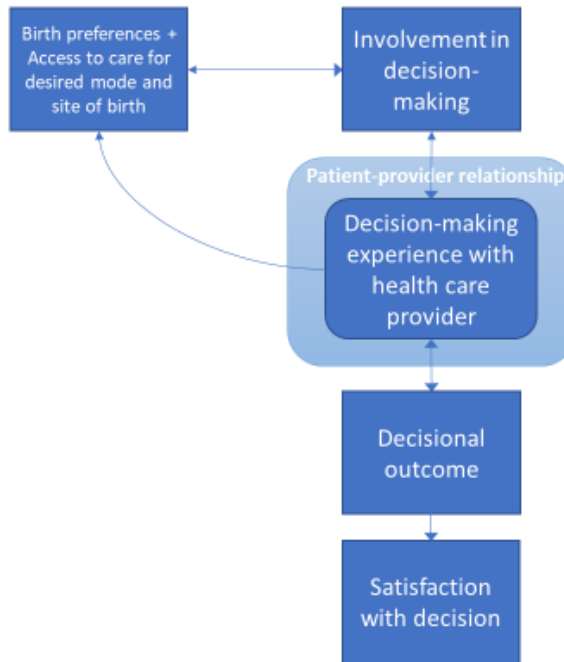 Birth preferences +
Access to care for
desired mode and
site of birth
Involvement in
decision-
making
Patient-provider relationship
Decision-making
experience with
health care
provider
Decisional
outcome
Satisfaction
with decision